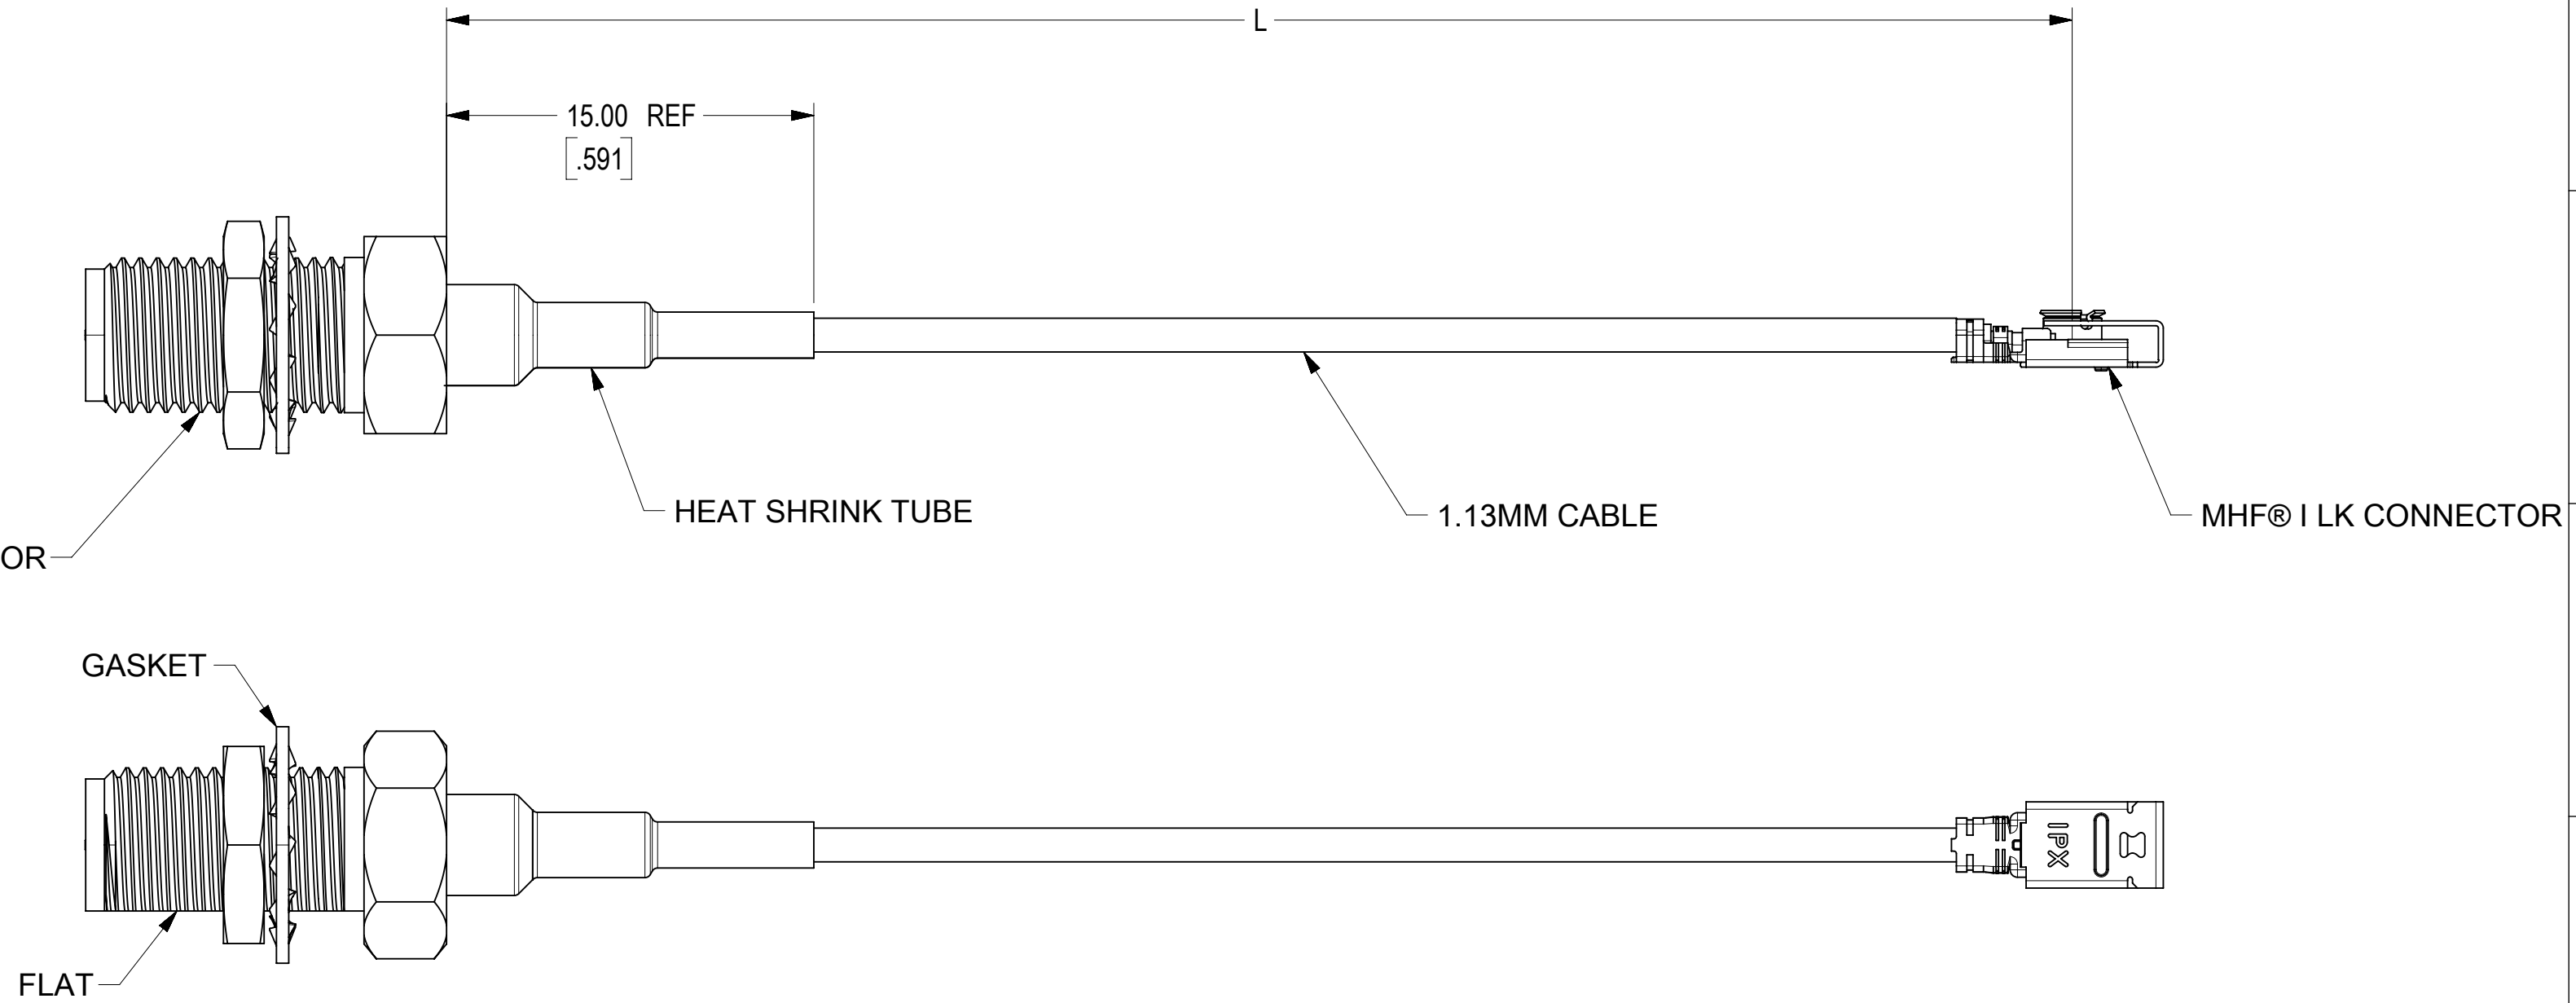 L
15.00 REF
[.591]
HEAT SHRINK TUBE
1.13MM CABLE
MHF® I LK CONNECTOR
OR
GASKET
IPX
FLAT